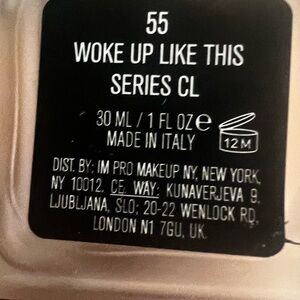 55
WOKE UP LIKE THIS
SERIES CL
30 ML / 1 FL OZ ℮
12 M
MADE IN ITALY
DIST. BY: IM PRO MAKEUP NY, NEW YORK,
NY 10012. CE. WAY: KUNAVERJEVA 9,
LJUBLJANA, SLO; 20-22 WENLOCK RD,
LONDON N1 7GU, UK.